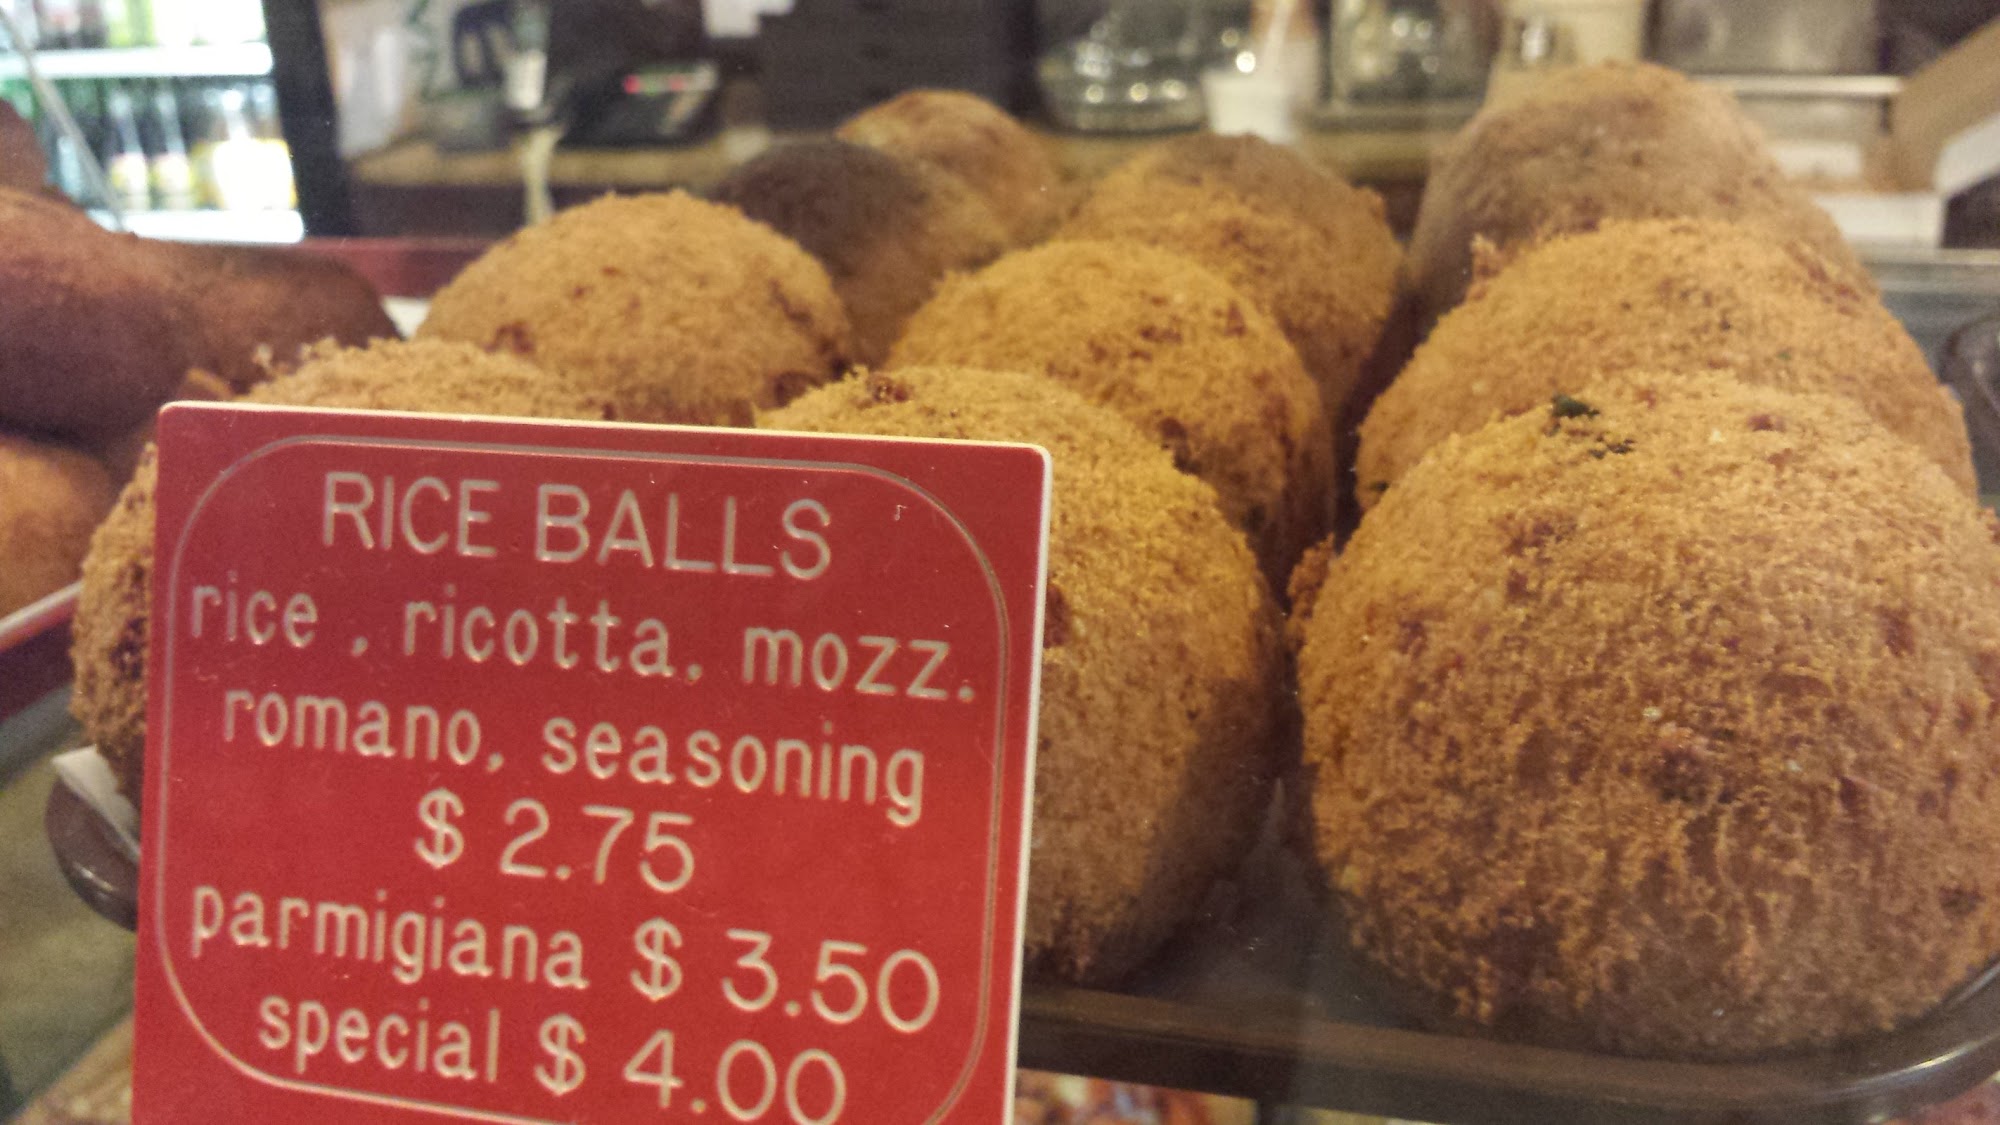 RICE BALLS
rice , ricotta, mozz.
romano, seasoning
$ 2.75
parmigiana $ 3.50
special $ 4.00